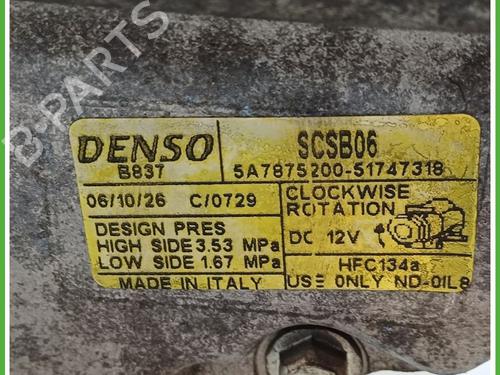 B-PARTS
DENSO
B837
SCSB06
5A7875200-51747318
06/10/26 C/0729
CLOCKWISE
ROTATION
DESIGN PRES
HIGH SIDE 3.53 MPa
LOW SIDE 1.67 MPa
DC 12V
HFC134a
MADE IN ITALY
USE ONLY ND-OIL8